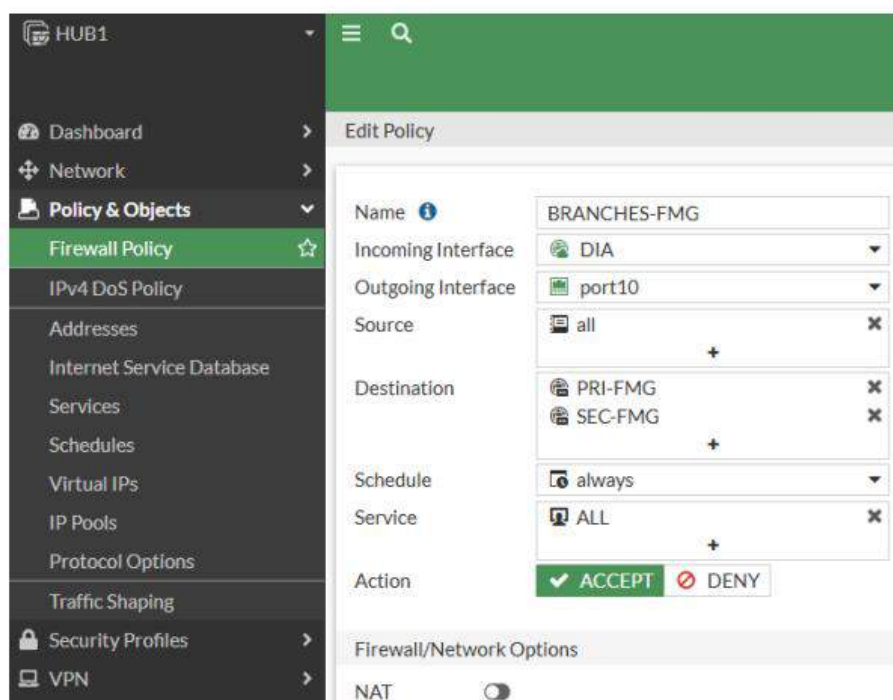 HUB1
Dashboard
Network
Policy & Objects
Firewall Policy
IPv4 DoS Policy
Addresses
Internet Service Database
Services
Schedules
Virtual IPs
IP Pools
Protocol Options
Traffic Shaping
Security Profiles
VPN
Edit Policy
Name BRANCHES-FMG
Incoming Interface DIA
Outgoing Interface port10
Source all
+
Destination PRI-FMG
SEC-FMG
+
Schedule always
Service ALL
+
Action ACCEPT DENY
Firewall/Network Options
NAT